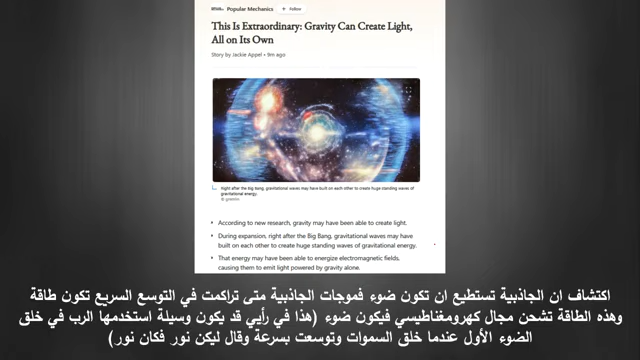 Popular Mechanics + Follow
This Is Extraordinary: Gravity Can Create Light,
All on Its Own
Story by Jackie Appel • 9m ago
Right after the big bang, gravitational waves may have built on each other to create huge standing waves of
gravitational energy.
• According to new research, gravity may have been able to create light.
• During expansion, right after the Big Bang, gravitational waves may have
built on each other to create huge standing waves of gravitational energy.
• That energy may have been able to energize electromagnetic fields,
causing them to emit light powered by gravity alone.
اكتشاف ان الجاذبية تستطيع ان تكون ضوء فموجات الجاذبية متى تراكمت في التوسع السريع تكون طاقة
وهذه الطاقة تشحن مجال كهرومغناطيسي فيكون ضوء (هذا في رأيي قد يكون وسيلة استخدمها الرب في خلق
الضوء الأول عندما خلق السموات وتوسعت بسرعة وقال ليكن نور فكان نور)